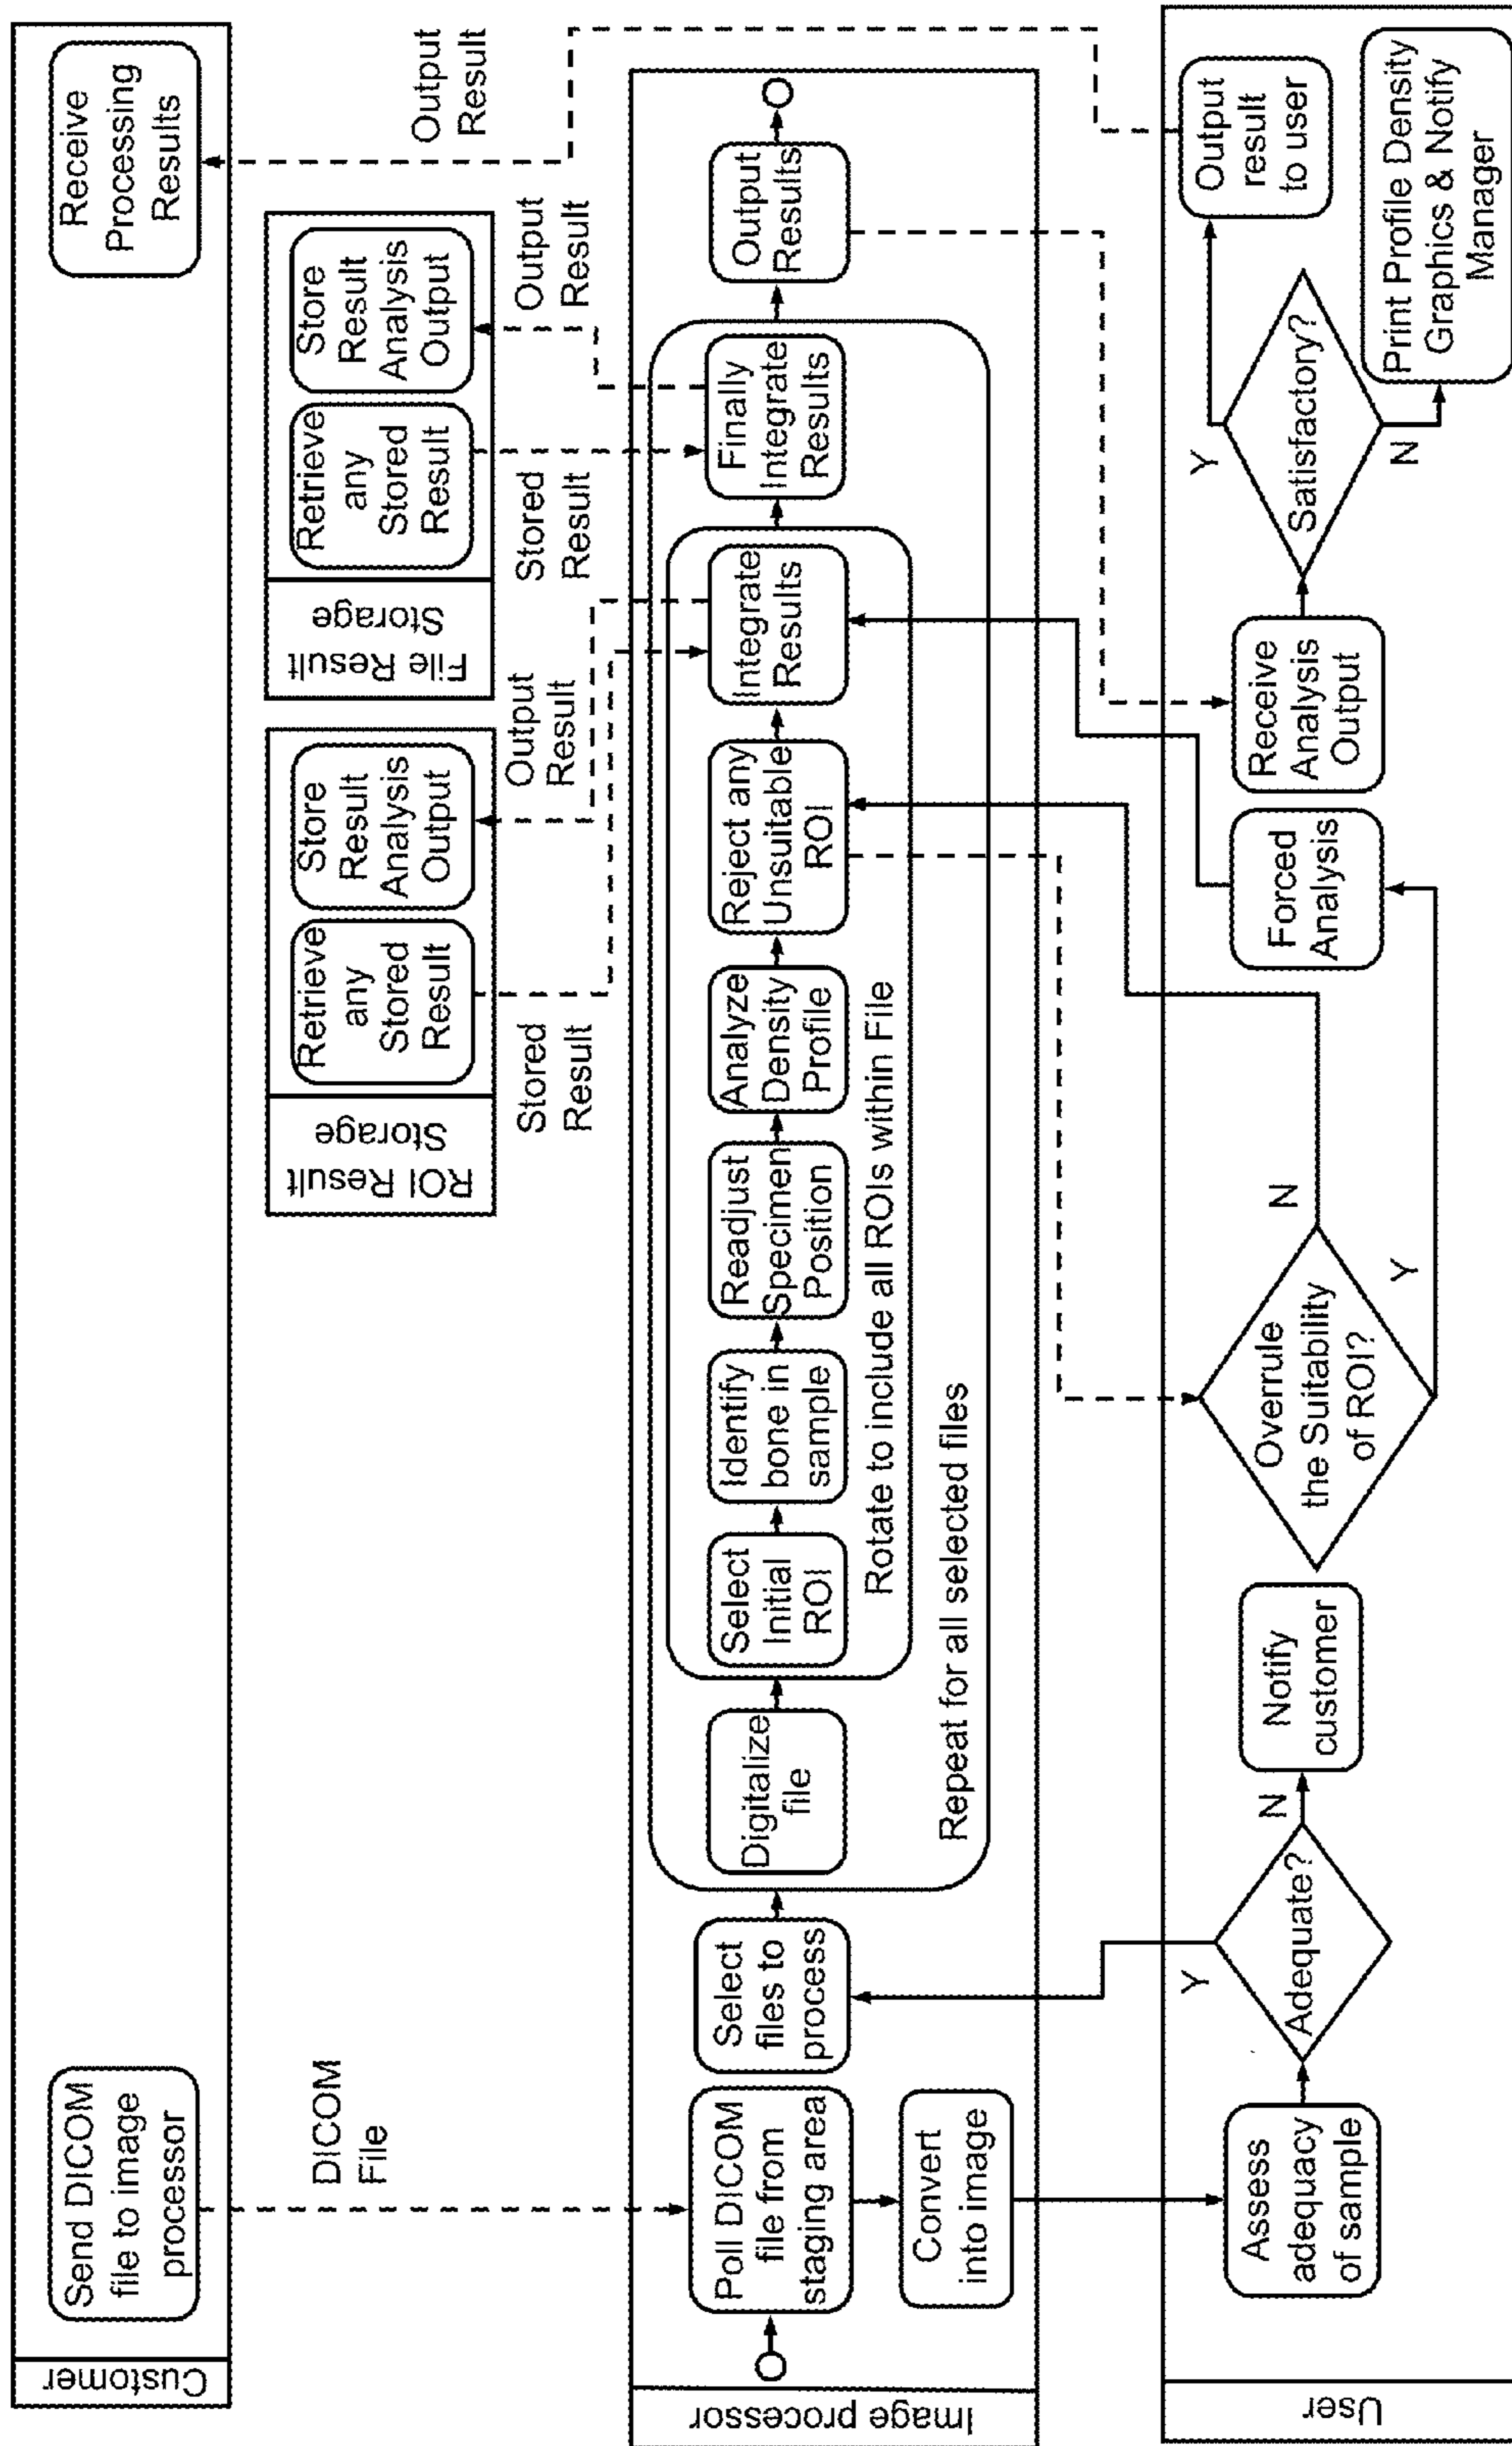 Customer
Send DICOM
file to image
processor
Receive
Processing
Results
DICOM
File
ROI Result
Storage
Retrieve
any
Stored
Result
Store
Result
Analysis
Output
File Result
Storage
Retrieve
any
Stored
Result
Store
Result
Analysis
Output
Stored
Result
Output
Result
Stored
Result
Output
Result
Output
Result
Image processor
Poll DICOM
file from
staging area
Convert
into image
Select
files to
process
Digitalize
file
Select
Initial
ROI
Identify
bone in
sample
Readjust
Specimen
Position
Analyze
Density
Profile
Reject any
Unsuitable
ROI
Integrate
Results
Finally
Integrate
Results
Output
Results
Rotate to include all ROIs within File
Repeat for all selected files
User
Assess
adequacy
of sample
Adequate?
Y
N
Notify
customer
Overrule
the Suitability
of ROI?
N
Y
Forced
Analysis
Receive
Analysis
Output
Satisfactory?
Y
N
Output
result
to user
Print Profile Density
Graphics & Notify
Manager